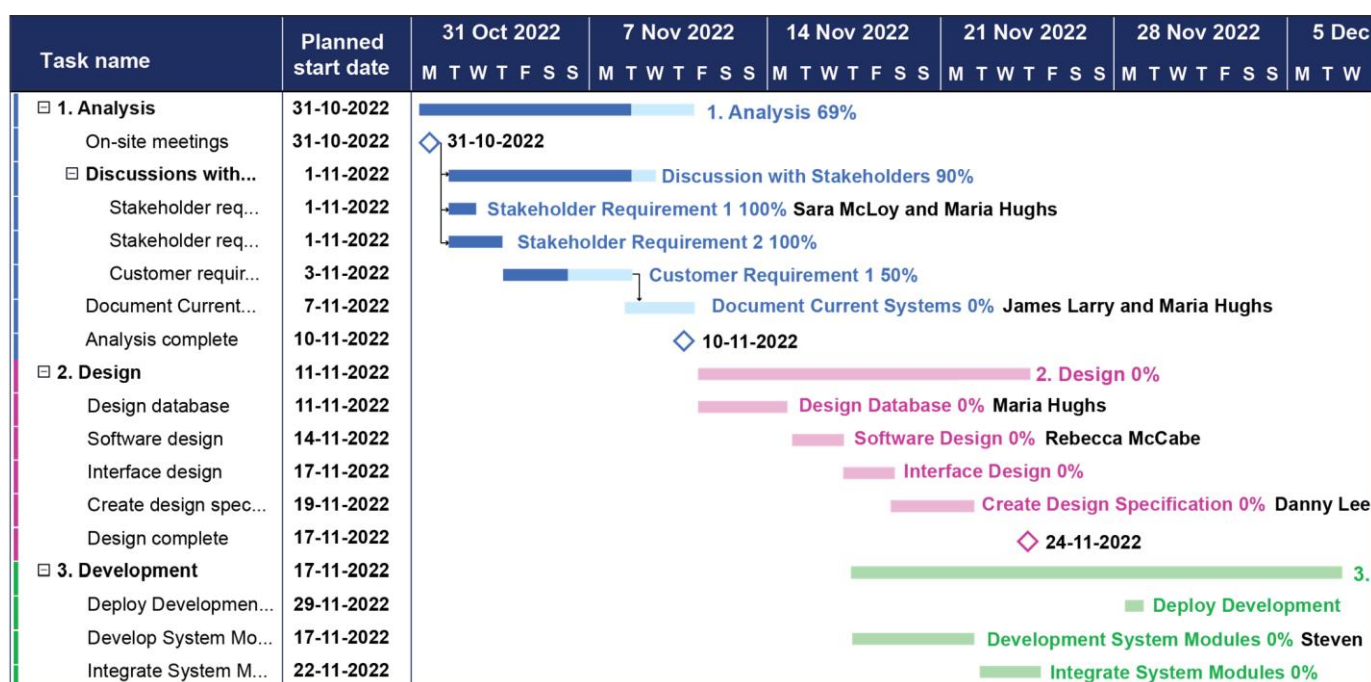 Task name Planned start date 31 Oct 2022 7 Nov 2022 14 Nov 2022 21 Nov 2022 28 Nov 2022 5 Dec
M T W T F S S M T W T F S S M T W T F S S M T W T F S S M T W T F S S M T W
1. Analysis 31-10-2022 1. Analysis 69%
On-site meetings 31-10-2022 31-10-2022
Discussions with... 1-11-2022 Discussion with Stakeholders 90%
Stakeholder req... 1-11-2022 Stakeholder Requirement 1 100% Sara McLoy and Maria Hughs
Stakeholder req... 1-11-2022 Stakeholder Requirement 2 100%
Customer requir... 3-11-2022 Customer Requirement 1 50%
Document Current... 7-11-2022 Document Current Systems 0% James Larry and Maria Hughs
Analysis complete 10-11-2022 10-11-2022
2. Design 11-11-2022 2. Design 0%
Design database 11-11-2022 Design Database 0% Maria Hughs
Software design 14-11-2022 Software Design 0% Rebecca McCabe
Interface design 17-11-2022 Interface Design 0%
Create design spec... 19-11-2022 Create Design Specification 0% Danny Lee
Design complete 17-11-2022 24-11-2022
3. Development 17-11-2022 3.
Deploy Developmen... 29-11-2022 Deploy Development
Develop System Mo... 17-11-2022 Development System Modules 0% Steven
Integrate System M... 22-11-2022 Integrate System Modules 0%